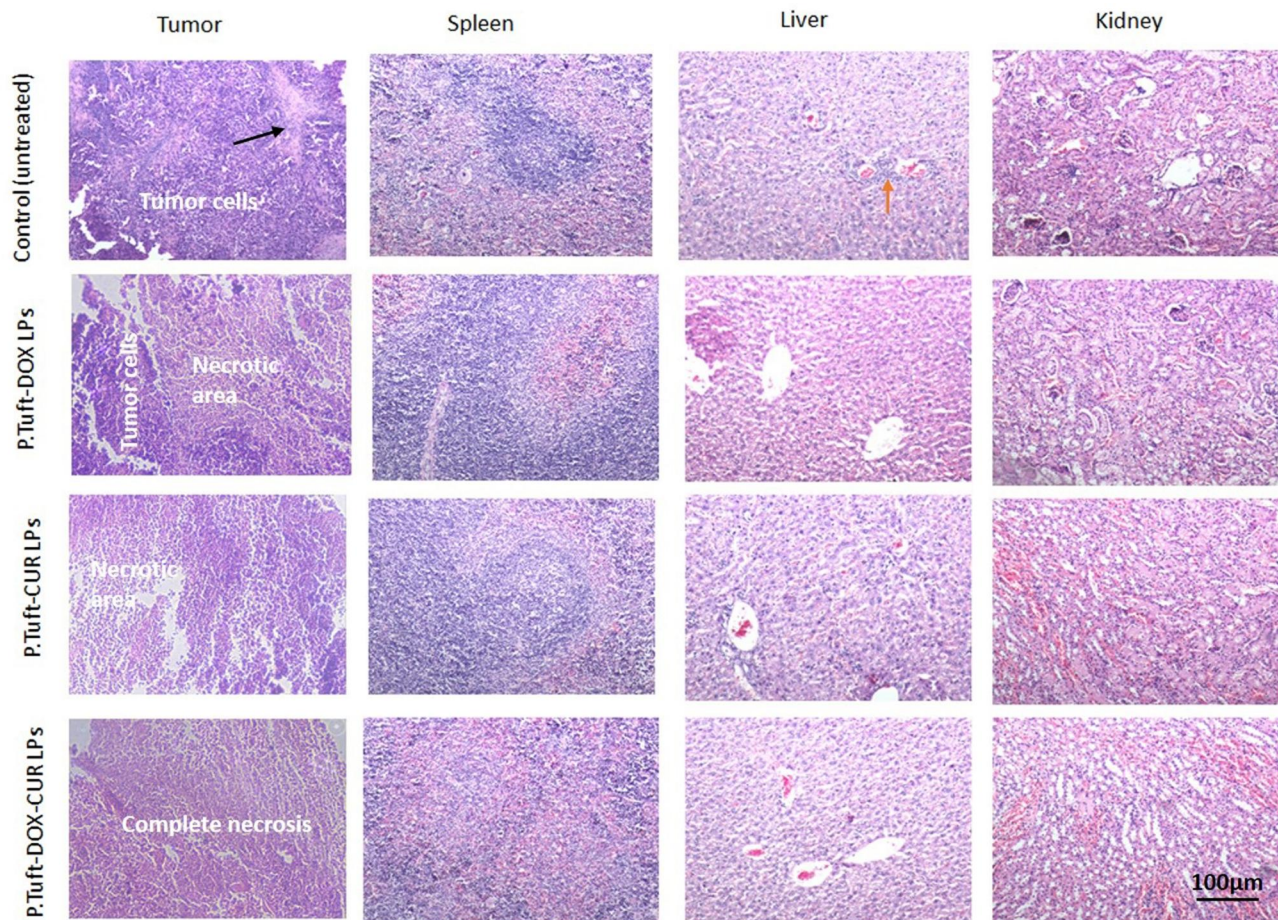 Tumor
Spleen
Liver
Kidney
Control (untreated)
Tumor cells
P.Tuft-DOX LPs
Tumor cells
Necrotic
area
P.Tuft-CUR LPs
Necrotic
area
P.Tuft-DOX-CUR LPs
Complete necrosis
100μm